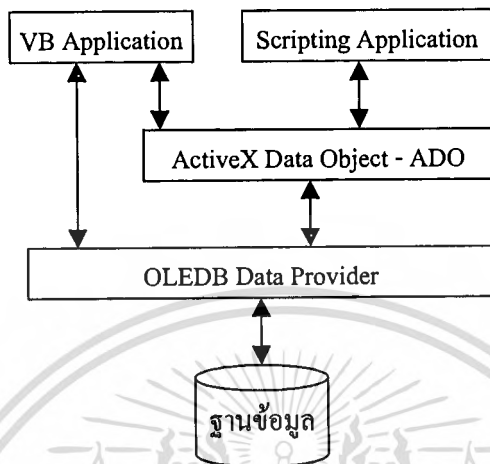 VB Application
Scripting Application
ActiveX Data Object - ADO
OLEDB Data Provider
ฐานข้อมูล